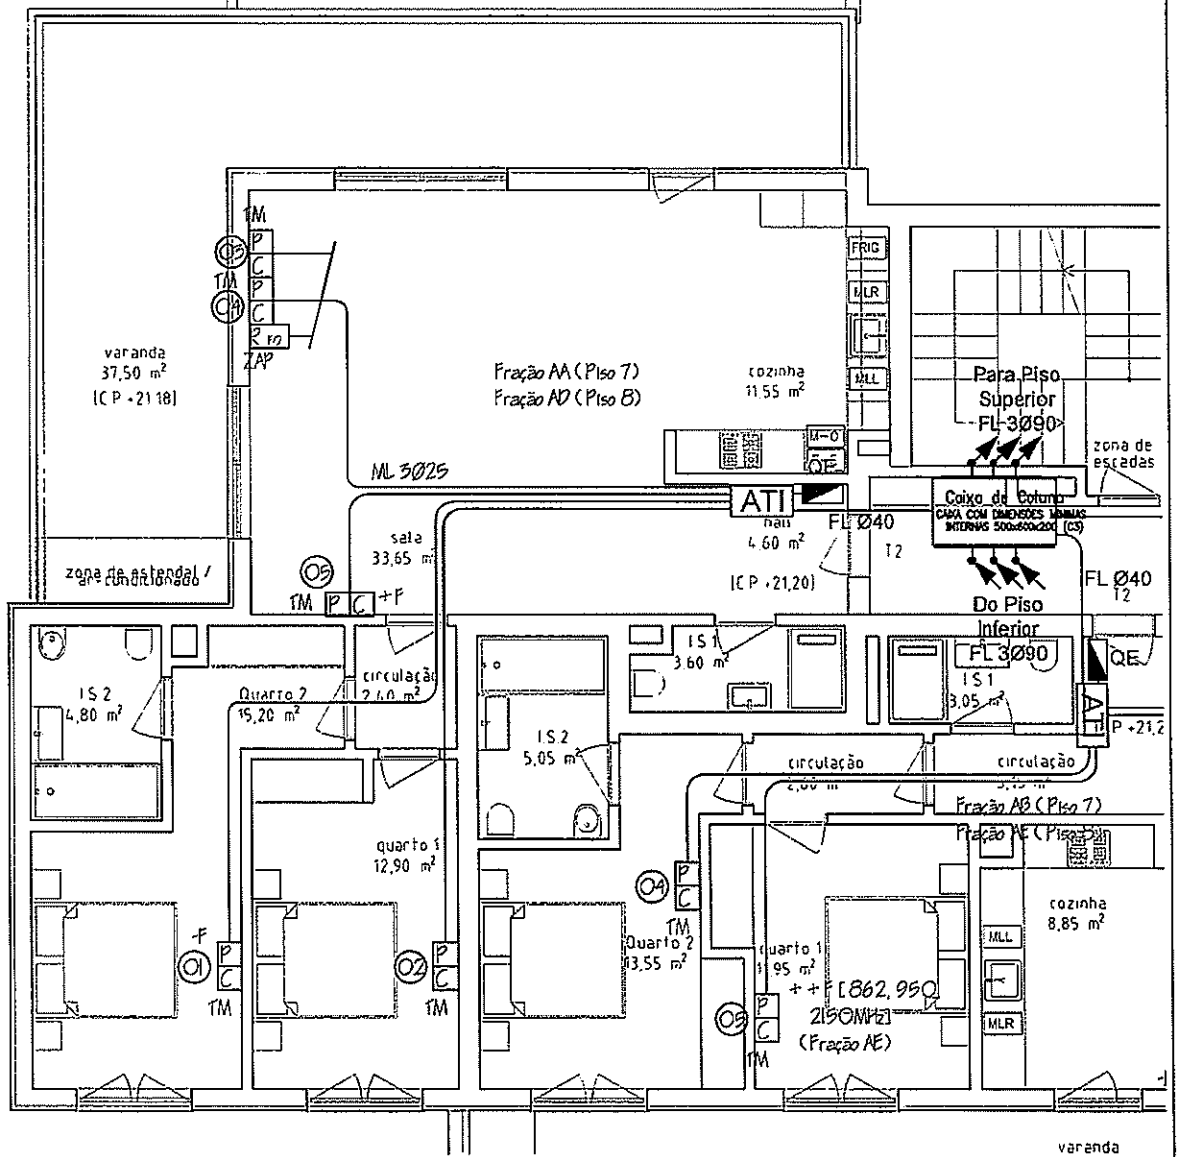 TM
P
03
C
TM
P
04
C
ZAP
FRIG
MLR
MLL
varanda
37,50 m²
(C P +21.18)
Fração AA (Piso 7)
Fração AD (Piso 8)
cozinha
11.55 m²
Para Piso
Superior
FL 3Ø90
zona de
escadas
M-O
QE
ML 3Ø25
ATI
Caixa de Coluna
CAIXA COM DIMENSÕES MINIMAS
INTERNAS 500x600x200 (C3)
hall
4.60 m²
FL Ø40
T2
(C P +21,20)
sala
33,65 m²
zona de estendal /
ar condicionado
05
TM P C +F
FL Ø40
T2
Do Piso
Inferior
FL 3Ø90
QE
I.S 2
4,80 m²
Quarto 2
15,20 m²
circulação
2,40 m²
I.S.2
5,05 m²
I S 1
3.60 m²
I S 1
3,05 m²
P +21,2
circulação
circulação
Fração AB (Piso 7)
Fração AE (Piso 8)
quarto 1
12,90 m²
cozinha
8,85 m²
MLL
MLR
04
P
C
TM
Quarto 2
13,55 m²
quarto 1
11,95 m²
++F [862, 950
2150MHz]
(Fração AE)
-F
01
P
C
TM
02
P
C
TM
05
P
C
TM
varanda